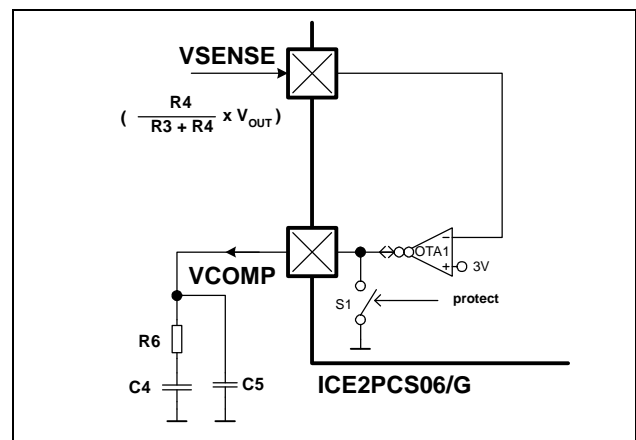 VSENSE
( R4 / R3 + R4 x VOUT )
OTA1
3V
VCOMP
S1
protect
R6
C4
C5
ICE2PCS06/G